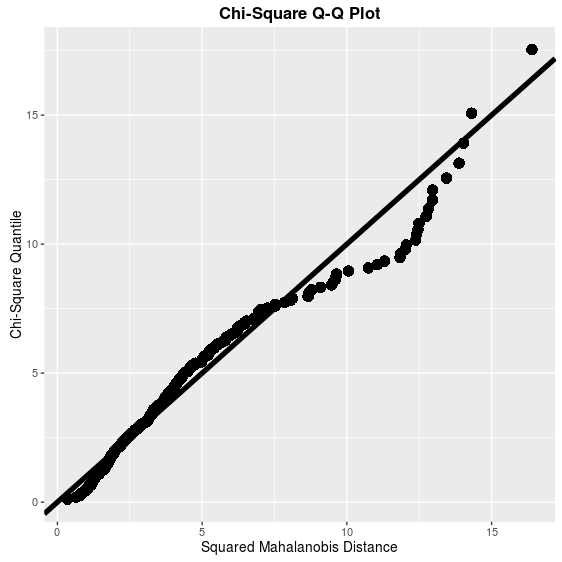 Chi-Square Q-Q Plot
Chi-Square Quantile
15
10
5
0
0 5 10 15
Squared Mahalanobis Distance